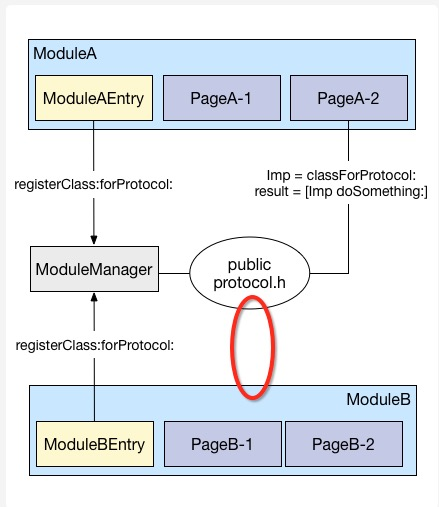 ModuleA
ModuleAEntry
PageA-1
PageA-2
registerClass:forProtocol:
Imp = classForProtocol:
result = [Imp doSomething:]
ModuleManager
public
protocol.h
registerClass:forProtocol:
ModuleB
ModuleBEntry
PageB-1
PageB-2